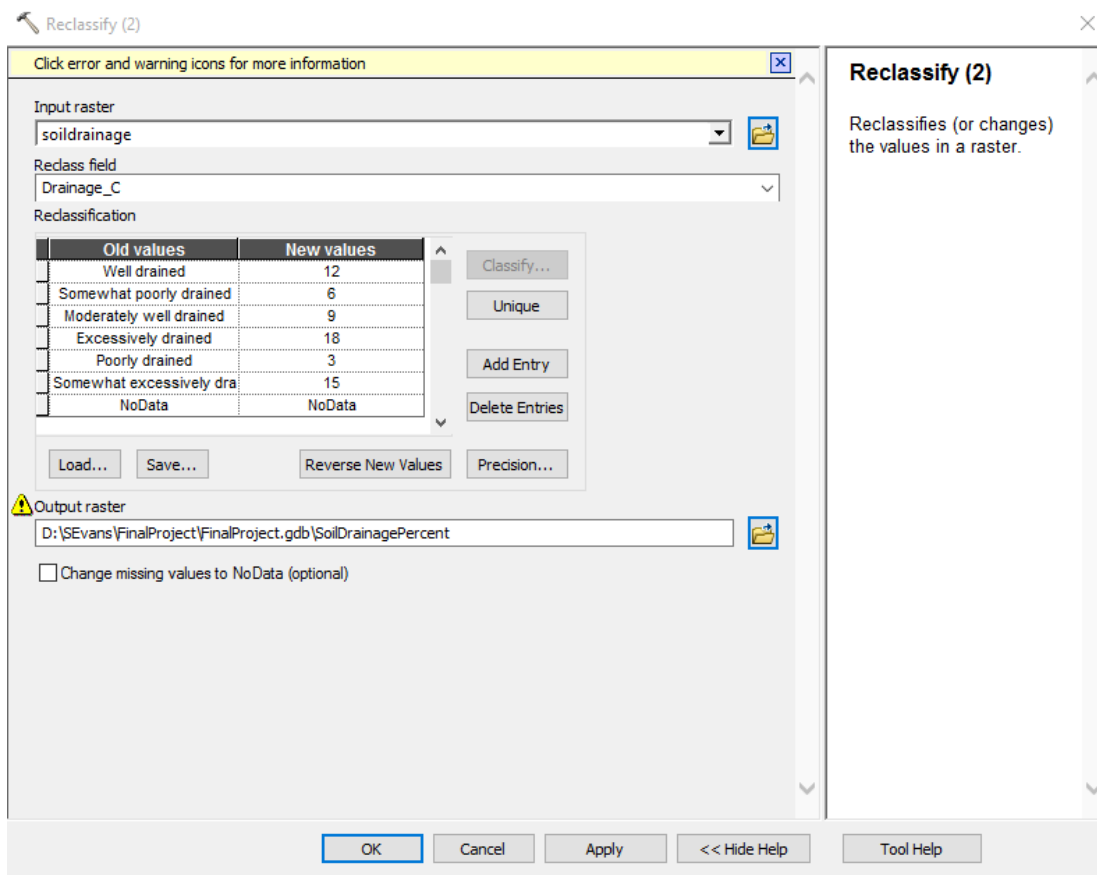 Reclassify (2)
Click error and warning icons for more information
Input raster
soildrainage
Reclass field
Drainage_C
Reclassification
Old values New values
Well drained 12
Somewhat poorly drained 6
Moderately well drained 9
Excessively drained 18
Poorly drained 3
Somewhat excessively dra 15
NoData NoData
Classify...
Unique
Add Entry
Delete Entries
Load... Save... Reverse New Values Precision...
Output raster
D:\SEvans\FinalProject\FinalProject.gdb\SoilDrainagePercent
Change missing values to NoData (optional)
Reclassify (2)
Reclassifies (or changes)
the values in a raster.
OK Cancel Apply << Hide Help Tool Help